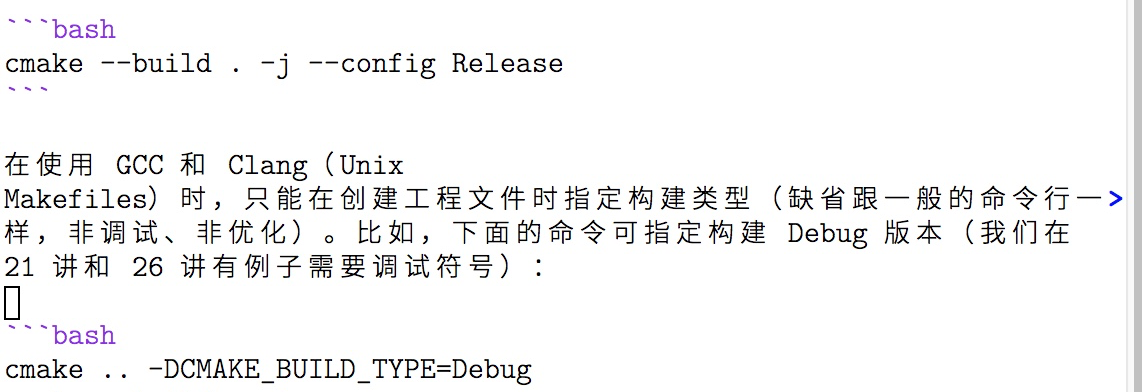 ```bash
cmake --build . -j --config Release
```
在使用 GCC 和 Clang（Unix
Makefiles）时，只能在创建工程文件时指定构建类型（缺省跟一般的命令行一>
样，非调试、非优化）。比如，下面的命令可指定构建 Debug 版本（我们在
21 讲和 26 讲有例子需要调试符号）：
```bash
cmake .. -DCMAKE_BUILD_TYPE=Debug